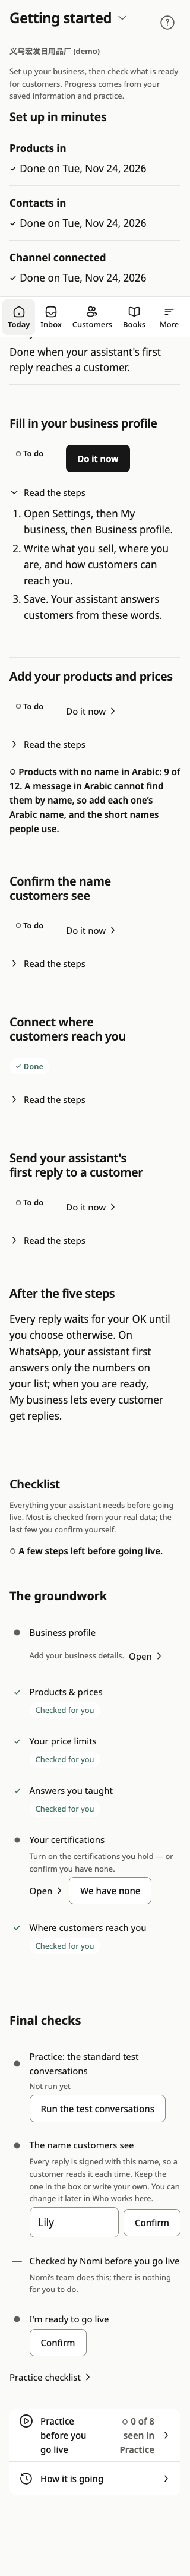 Getting started
义乌宏发日用品厂 (demo)
Set up your business, then check what is ready
for customers. Progress comes from your
saved information and practice.
Set up in minutes
Products in
Done on Tue, Nov 24, 2026
Contacts in
Done on Tue, Nov 24, 2026
Channel connected
Done on Tue, Nov 24, 2026
Today
Inbox
Customers
Books
More
Done when your assistant's first
reply reaches a customer.
Fill in your business profile
To do
Do it now
Read the steps
1. Open Settings, then My
business, then Business profile.
2. Write what you sell, where you
are, and how customers can
reach you.
3. Save. Your assistant answers
customers from these words.
Add your products and prices
To do
Do it now
Read the steps
Products with no name in Arabic: 9 of
12. A message in Arabic cannot find
them by name, so add each one's
Arabic name, and the short names
people use.
Confirm the name
customers see
To do
Do it now
Read the steps
Connect where
customers reach you
Done
Read the steps
Send your assistant's
first reply to a customer
To do
Do it now
Read the steps
After the five steps
Every reply waits for your OK until
you choose otherwise. On
WhatsApp, your assistant first
answers only the numbers on
your list; when you are ready,
My business lets every customer
get replies.
Checklist
Everything your assistant needs before going
live. Most is checked from your real data; the
last few you confirm yourself.
A few steps left before going live.
The groundwork
Business profile
Add your business details.
Open
Products & prices
Checked for you
Your price limits
Checked for you
Answers you taught
Checked for you
Your certifications
Turn on the certifications you hold — or
confirm you have none.
Open
We have none
Where customers reach you
Checked for you
Final checks
Practice: the standard test
conversations
Not run yet
Run the test conversations
The name customers see
Every reply is signed with this name, so a
customer reads it each time. Keep the
one in the box or write your own. You can
change it later in Who works here.
Lily
Confirm
Checked by Nomi before you go live
Nomi's team does this; there is nothing
for you to do.
I'm ready to go live
Confirm
Practice checklist
Practice
before you
go live
0 of 8
seen in
Practice
How it is going